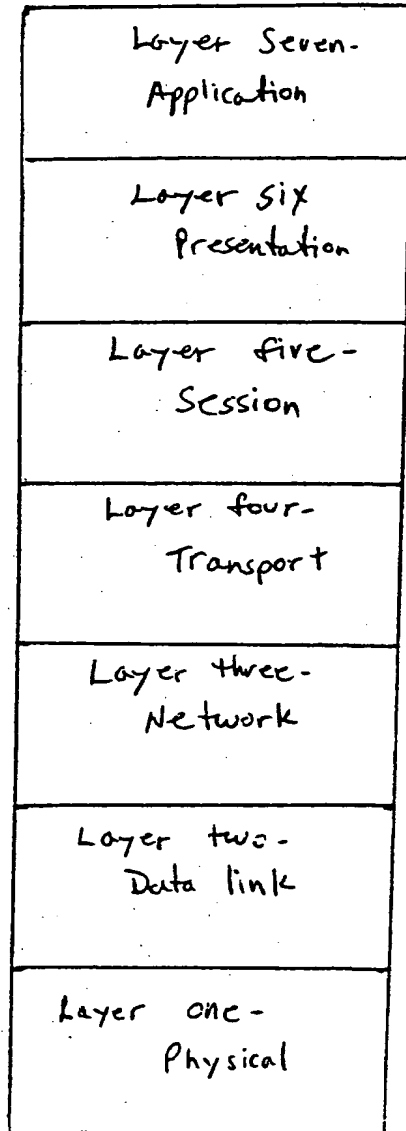 Layer Seven-
Application
Layer six
Presentation
Layer five-
Session
Layer four-
Transport
Layer three-
Network
Layer two-
Data link
Layer one-
Physical